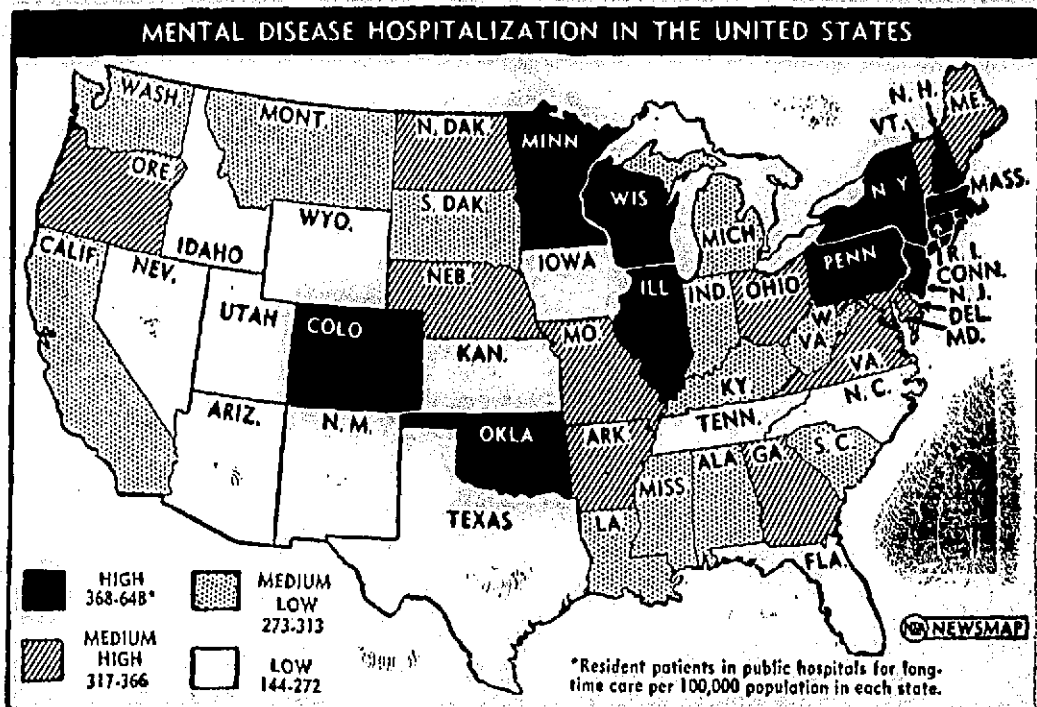 MENTAL DISEASE HOSPITALIZATION IN THE UNITED STATES
WASH.
MONT.
N. DAK.
MINN
N. H.
ME.
VT.
ORE.
S. DAK
WIS
MICH.
N Y
MASS.
IDAHO
WYO.
R. I.
CONN.
N. J.
DEL.
MD.
CALIF.
NEV.
UTAH
COLO
NEB.
IOWA
ILL
IND.
OHIO
PENN
W
VA.
VA.
KAN.
MO.
KY.
N. C.
ARIZ.
N. M.
OKLA
ARK.
TENN.
S. C.
TEXAS
LA.
MISS
ALA
GA.
FLA.
HIGH
368-648*
MEDIUM
LOW
273-313
MEDIUM
HIGH
317-366
LOW
144-272
NEA NEWSMAP
*Resident patients in public hospitals for long-
time care per 100,000 population in each state.